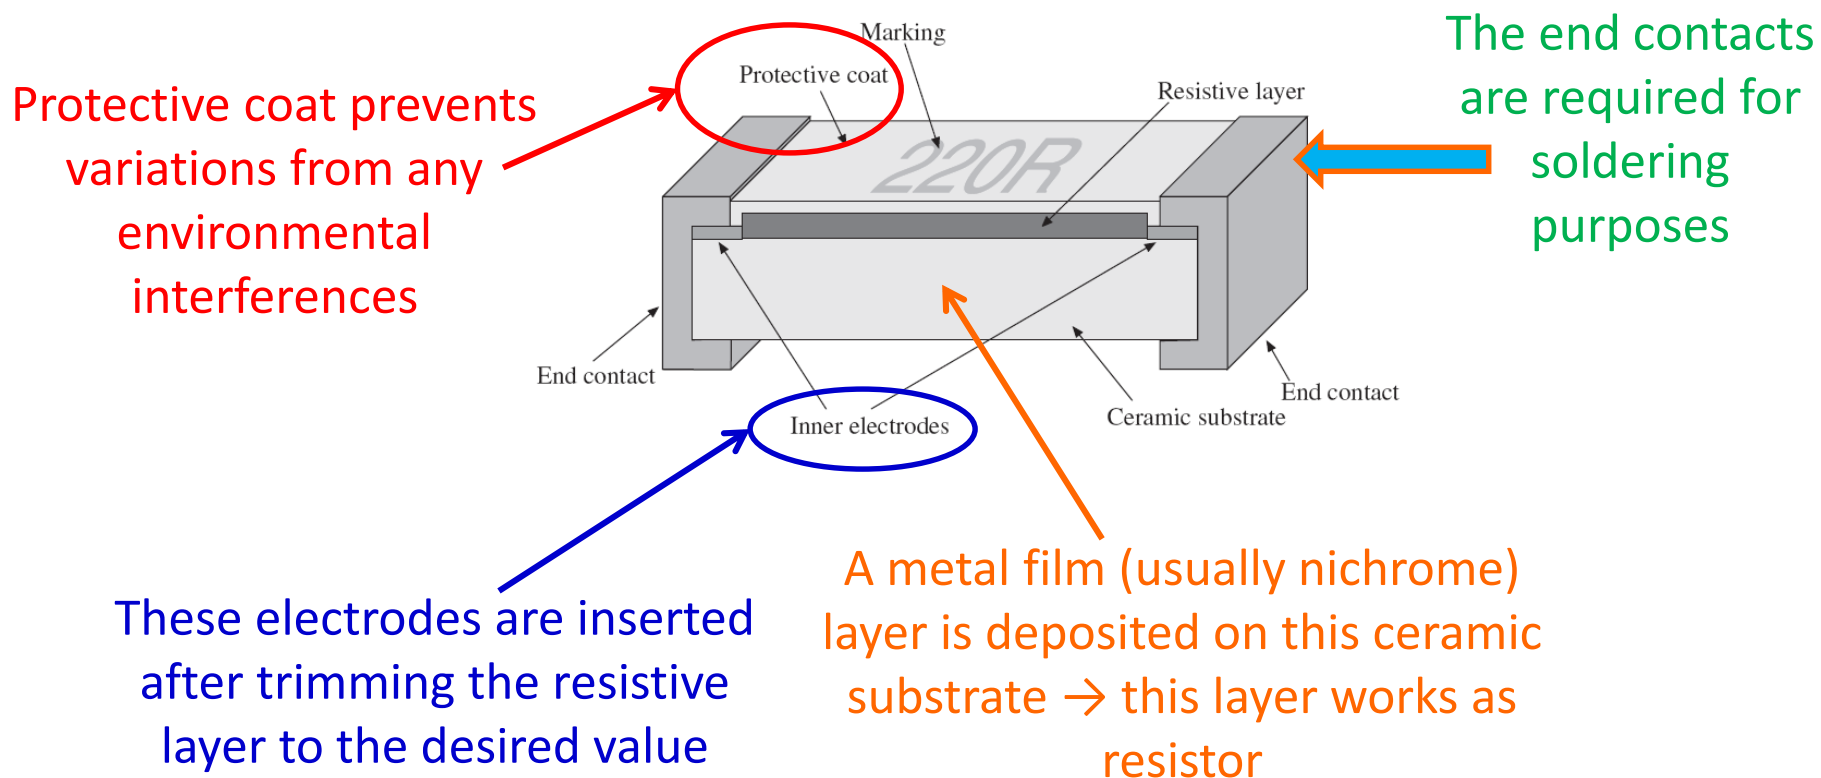 Protective coat prevents
variations from any
environmental
interferences
Marking
Protective coat
Resistive layer
220R
The end contacts
are required for
soldering
purposes
End contact
Inner electrodes
Ceramic substrate
End contact
These electrodes are inserted
after trimming the resistive
layer to the desired value
A metal film (usually nichrome)
layer is deposited on this ceramic
substrate → this layer works as
resistor